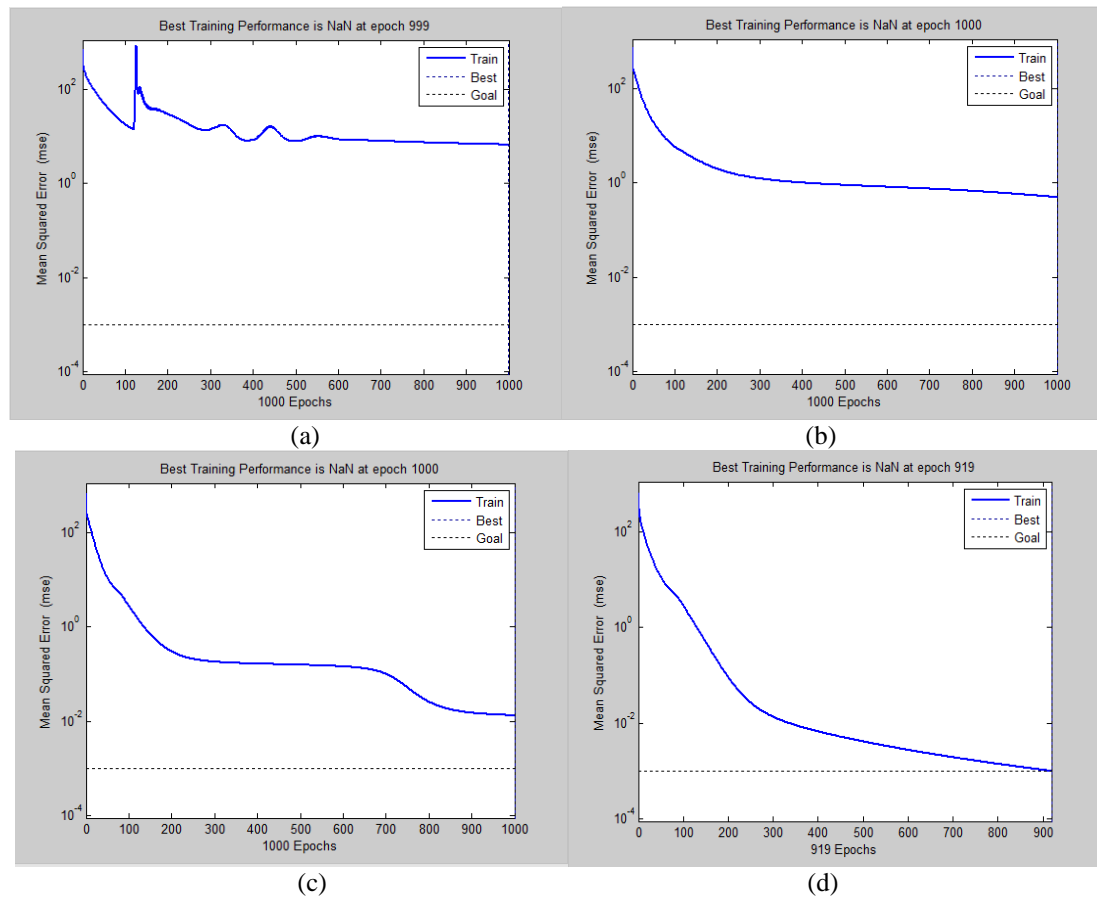 Best Training Performance is NaN at epoch 999
Train
Best
Goal
Mean Squared Error (mse)
10^2
10^0
10^-2
10^-4
0 100 200 300 400 500 600 700 800 900 1000
1000 Epochs
(a)
Best Training Performance is NaN at epoch 1000
Train
Best
Goal
Mean Squared Error (mse)
10^2
10^0
10^-2
10^-4
0 100 200 300 400 500 600 700 800 900 1000
1000 Epochs
(b)
Best Training Performance is NaN at epoch 1000
Train
Best
Goal
Mean Squared Error (mse)
10^2
10^0
10^-2
10^-4
0 100 200 300 400 500 600 700 800 900 1000
1000 Epochs
(c)
Best Training Performance is NaN at epoch 919
Train
Best
Goal
Mean Squared Error (mse)
10^2
10^0
10^-2
10^-4
0 100 200 300 400 500 600 700 800 900
919 Epochs
(d)